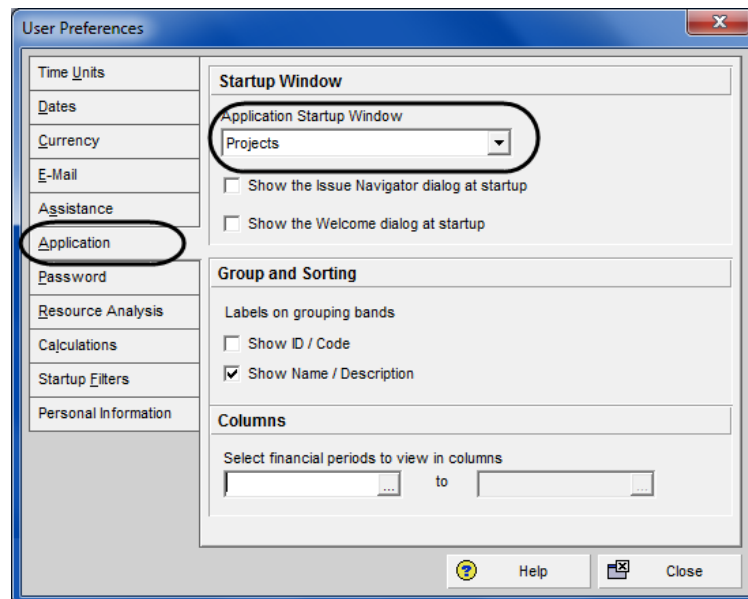 User Preferences
Time Units
Dates
Currency
E-Mail
Assistance
Application
Password
Resource Analysis
Calculations
Startup Filters
Personal Information
Startup Window
Application Startup Window
Projects
Show the Issue Navigator dialog at startup
Show the Welcome dialog at startup
Group and Sorting
Labels on grouping bands
Show ID / Code
Show Name / Description
Columns
Select financial periods to view in columns
... to ...
Help Close